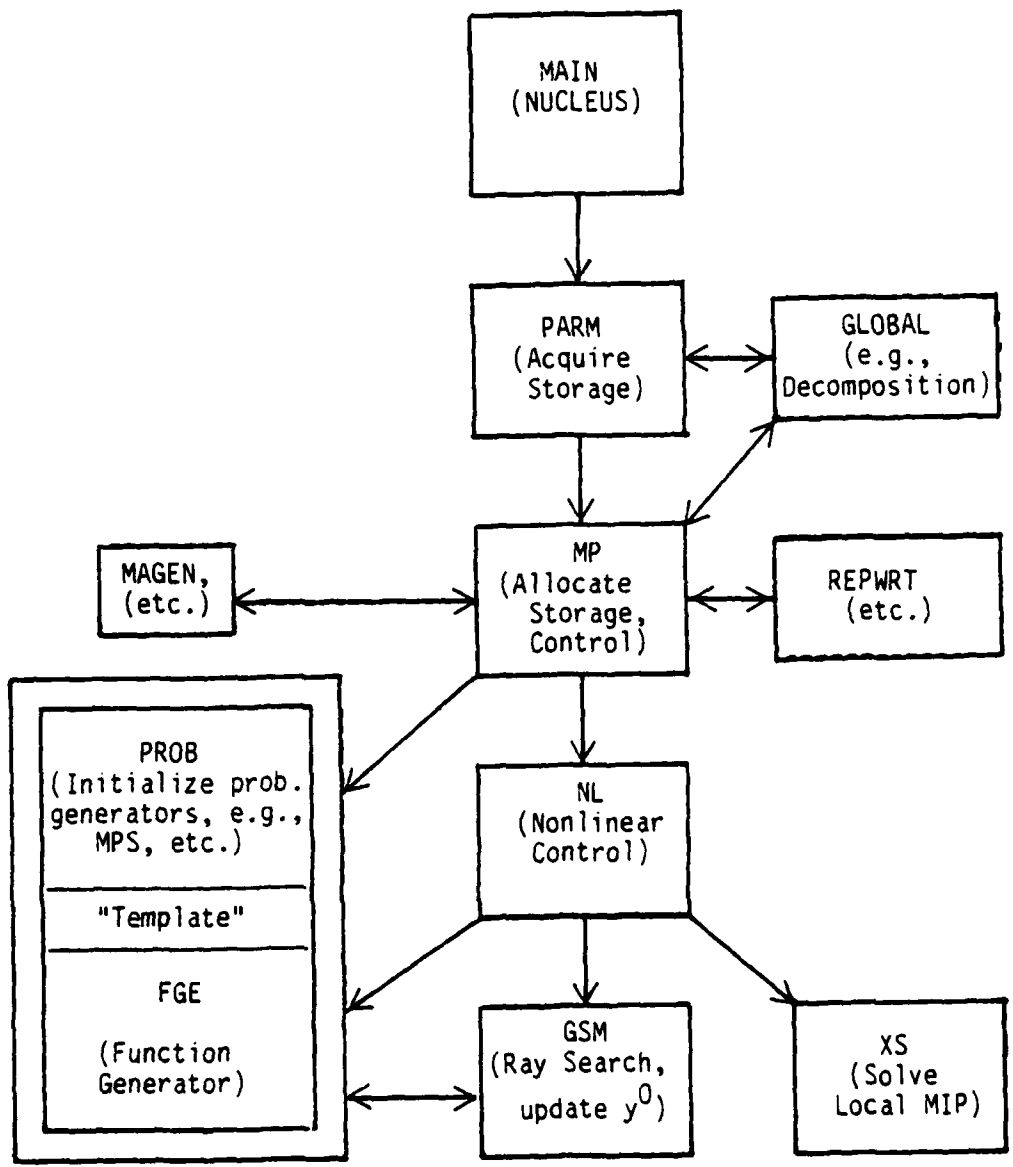 MAIN
(NUCLEUS)
PARM
(Acquire
Storage)
GLOBAL
(e.g.,
Decomposition)
MAGEN,
(etc.)
MP
(Allocate
Storage,
Control)
REPWRT
(etc.)
PROB
(Initialize prob.
generators, e.g.,
MPS, etc.)
"Template"
FGE
(Function
Generator)
NL
(Nonlinear
Control)
GSM
(Ray Search,
update y⁰)
XS
(Solve
Local MIP)